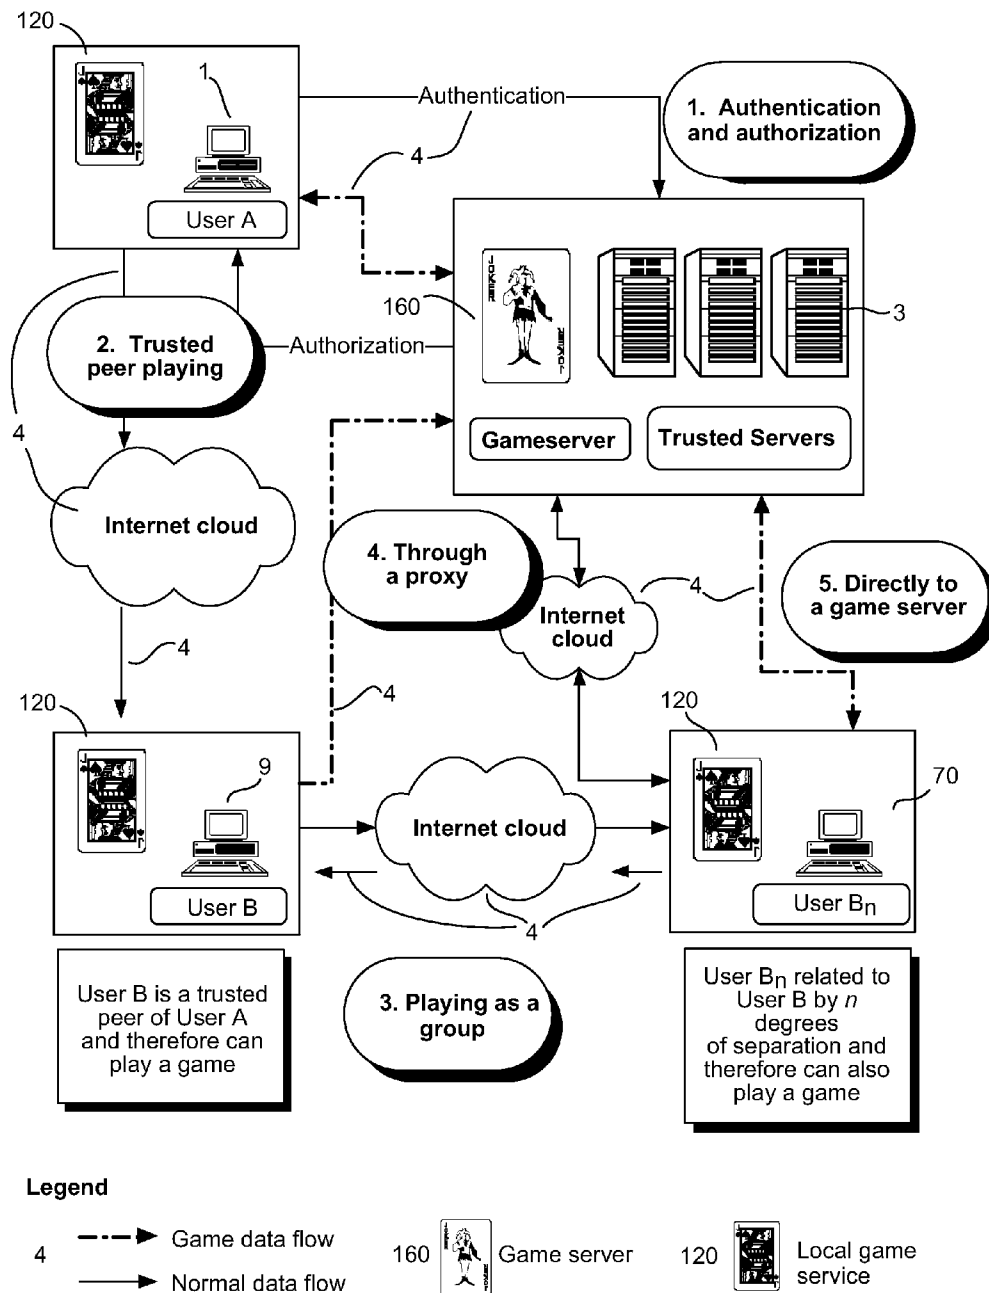 120
1
User A
Authentication
4
1. Authentication
and authorization
160
3
Gameserver
Trusted Servers
2. Trusted
peer playing
Authorization
4
Internet cloud
4. Through
a proxy
Internet
cloud
4
5. Directly to
a game server
4
4
120
9
User B
Internet cloud
4
120
70
User Bn
User B is a trusted
peer of User A
and therefore can
play a game
3. Playing as a
group
User Bn related to
User B by n
degrees
of separation and
therefore can also
play a game
Legend
4
Game data flow
Normal data flow
160
JOKER
JOKER
Game server
120
Local game
service